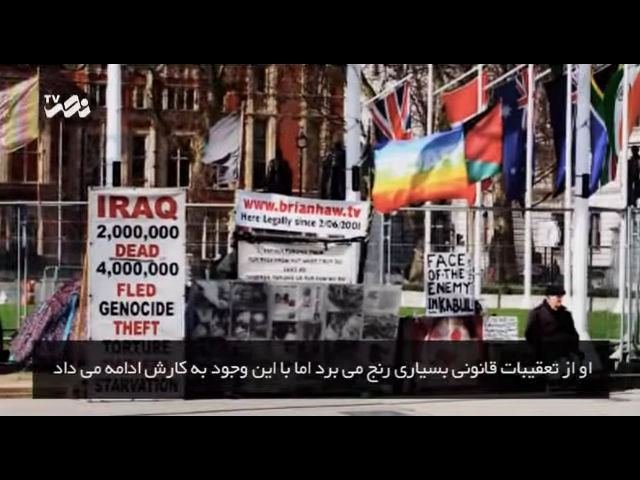 TV
نمود
IRAQ
2,000,000
DEAD
4,000,000
FLED
GENOCIDE
THEFT
TORTURE
STARVATION
www.brianhaw.tv
Here Legally since 2/06/2001
FACE
OF THE
ENEMY
IN KABUL
او از تعقیبات قانونی بسیاری رنج می برد اما با این وجود به کارش ادامه می داد